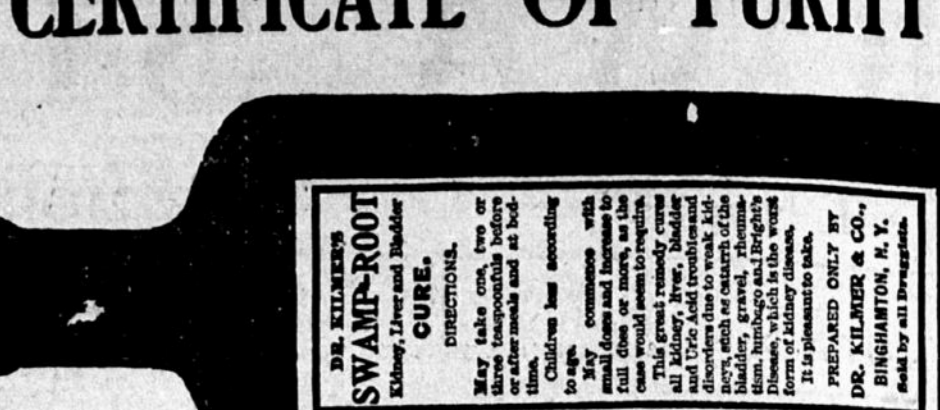 CERTIFICATE OF PURITY
DR. KILMER'S
SWAMP-ROOT
Kidney, Liver and Bladder
CURE.
DIRECTIONS.
May take one, two or
three teaspoonfuls before
or after meals and at bed-
time.
Children less according
to age.
May commence with
small doses and increase to
full dose or more, as the
case would seem to require.
This great remedy cures
all kidney, liver, bladder
and Uric Acid troubles and
disorders due to weak kid-
neys, such as catarrh of the
bladder, gravel, rheuma-
tism, lumbago and Bright's
Disease, which is the worst
form of kidney disease.
It is pleasant to take.
PREPARED ONLY BY
DR. KILMER & CO.,
BINGHAMTON, N. Y.
Sold by all Druggists.